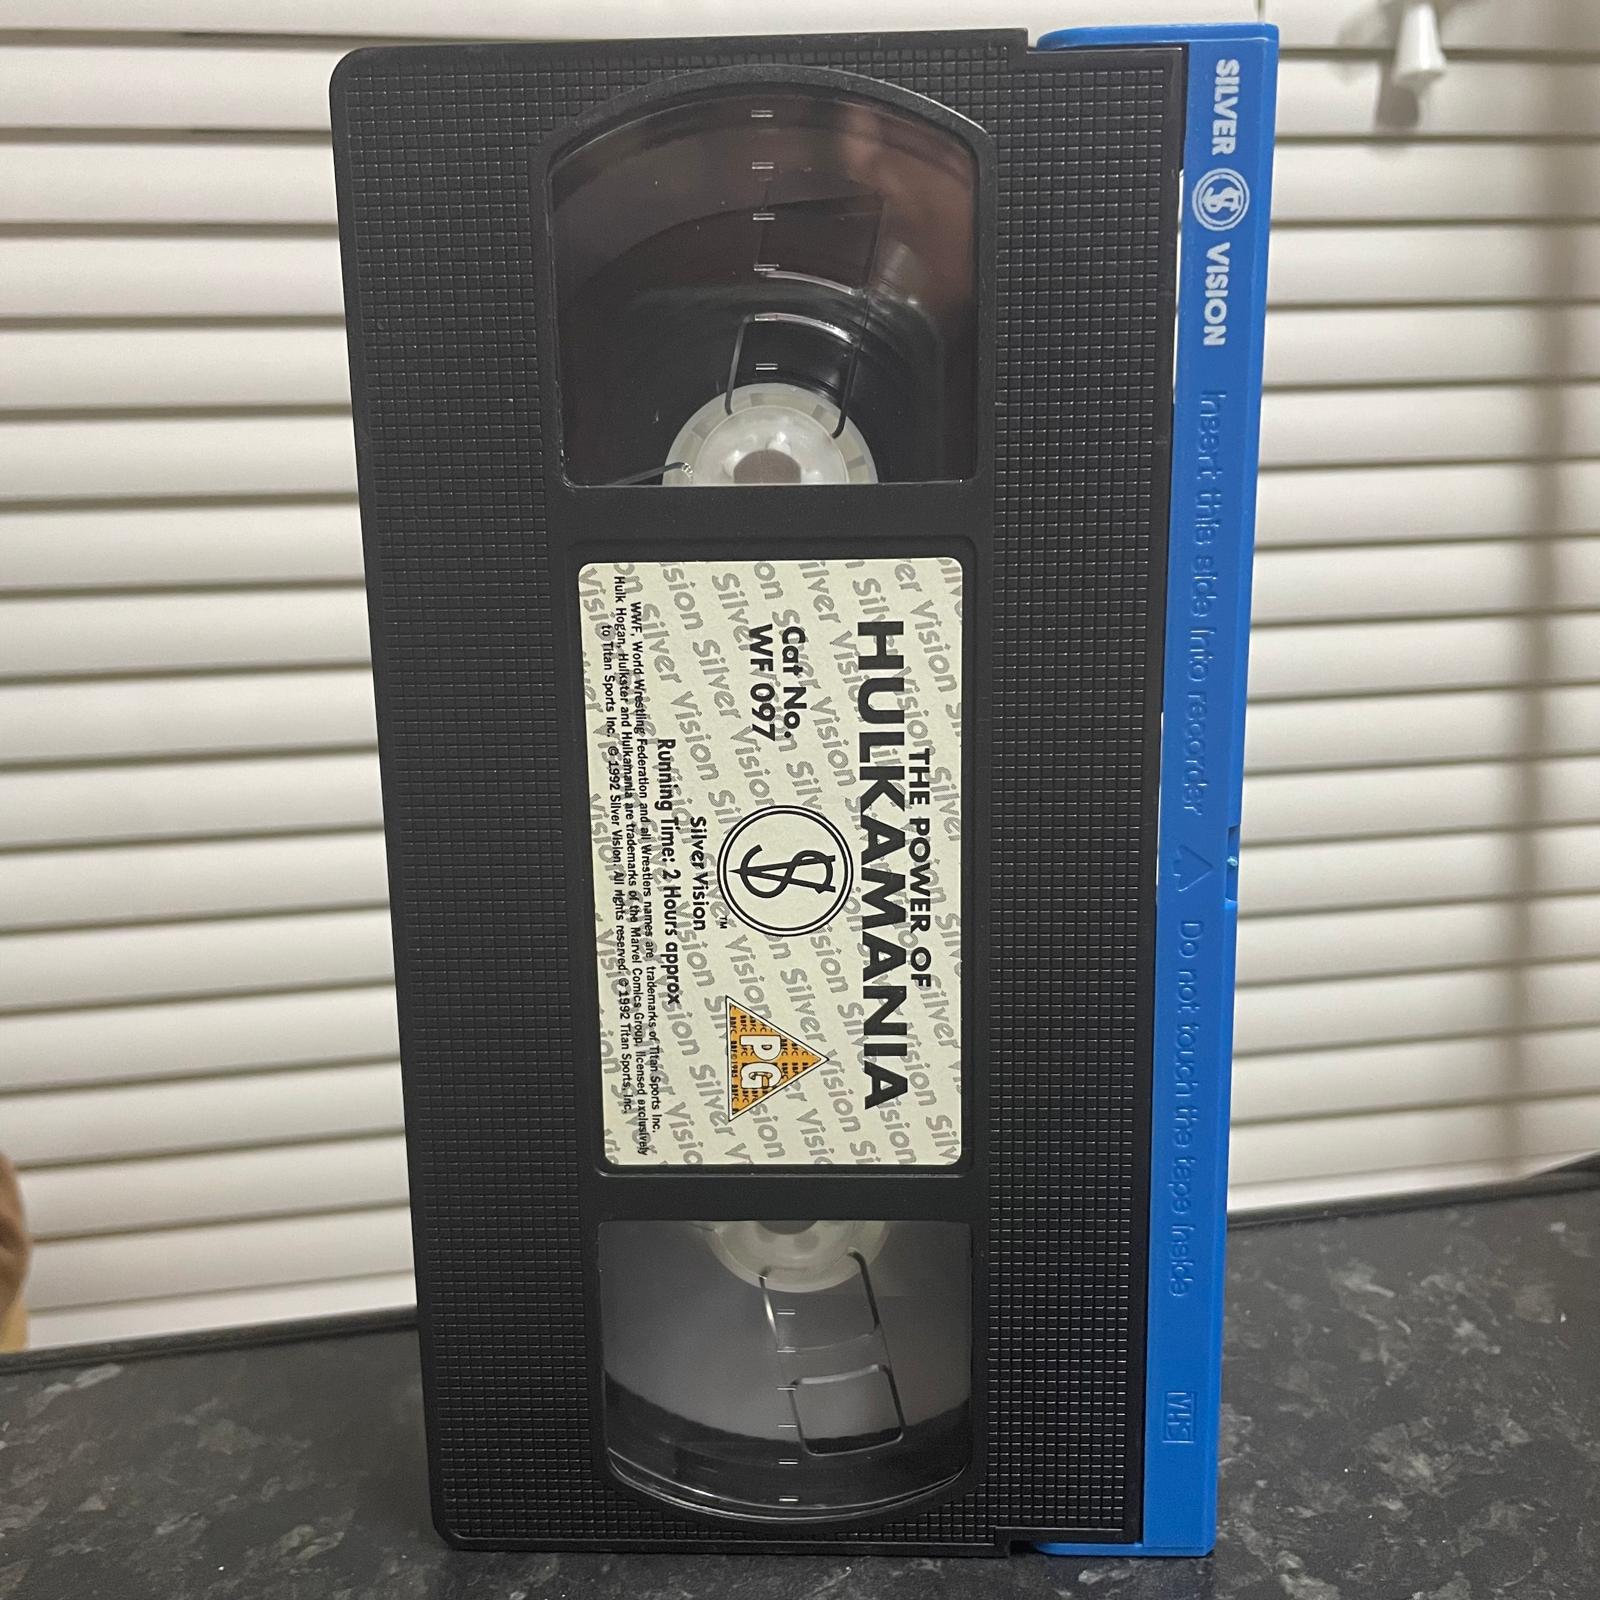 SILVER VS VISION
Insert this side into recorder △ Do not touch the tape inside
VHS
THE POWER OF
HULKAMANIA
Cat No.
WF 097
VS
™
PG
Silver Vision
Running Time: 2 Hours approx
WWF, World Wrestling Federation and all Wrestlers names are trademarks of Titan Sports Inc.
Hulk Hogan, Hulkster and Hulkamania are trademarks of the Marvel Comics Group, licensed exclusively
to Titan Sports Inc. ©1992 Silver Vision. All rights reserved. ©1992 Titan Sports, Inc.